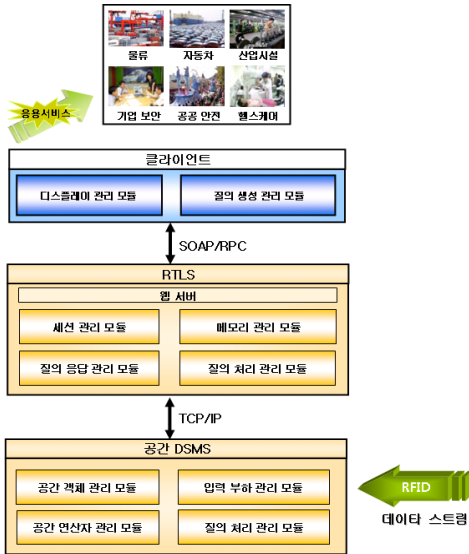 물류 자동차 산업시설
기업 보안 공공 안전 헬스케어
응용서비스
클라이언트
디스플레이 관리 모듈 질의 생성 관리 모듈
SOAP/RPC
RTLS
웹 서버
세션 관리 모듈 메모리 관리 모듈
질의 응답 관리 모듈 질의 처리 관리 모듈
TCP/IP
공간 DSMS
공간 객체 관리 모듈 입력 부하 관리 모듈
RFID
공간 연산자 관리 모듈 질의 처리 관리 모듈
데이타 스트림